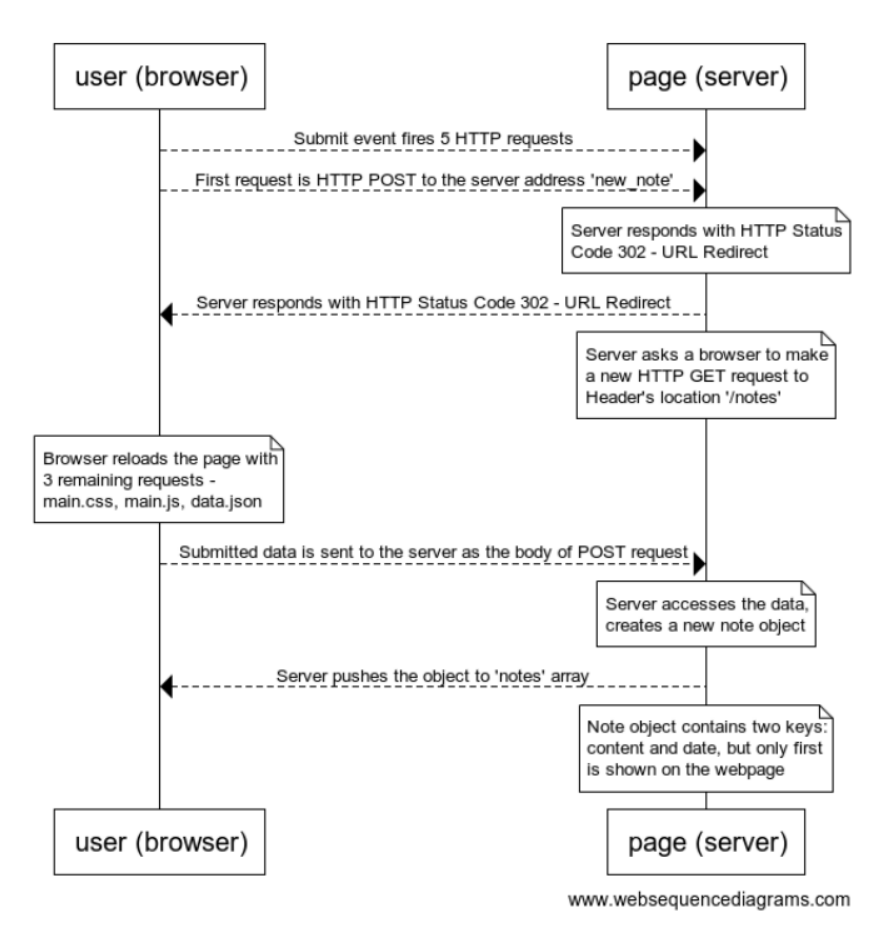 user (browser)
page (server)
Submit event fires 5 HTTP requests
First request is HTTP POST to the server address 'new_note'
Server responds with HTTP Status
Code 302 - URL Redirect
Server responds with HTTP Status Code 302 - URL Redirect
Server asks a browser to make
a new HTTP GET request to
Header's location '/notes'
Browser reloads the page with
3 remaining requests -
main.css, main.js, data.json
Submitted data is sent to the server as the body of POST request
Server accesses the data,
creates a new note object
Server pushes the object to 'notes' array
Note object contains two keys:
content and date, but only first
is shown on the webpage
user (browser)
page (server)
www.websequencediagrams.com